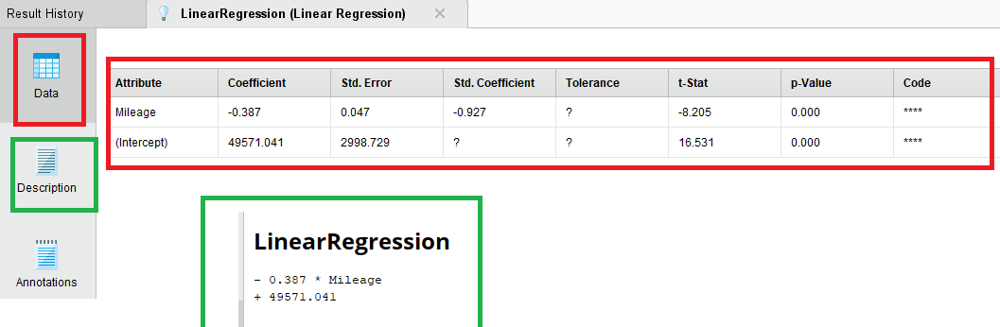 Result History
LinearRegression (Linear Regression)
Data
Description
Annotations
Attribute Coefficient Std. Error Std. Coefficient Tolerance t-Stat p-Value Code
Mileage -0.387 0.047 -0.927 ? -8.205 0.000 ****
(Intercept) 49571.041 2998.729 ? ? 16.531 0.000 ****
LinearRegression
- 0.387 * Mileage
+ 49571.041